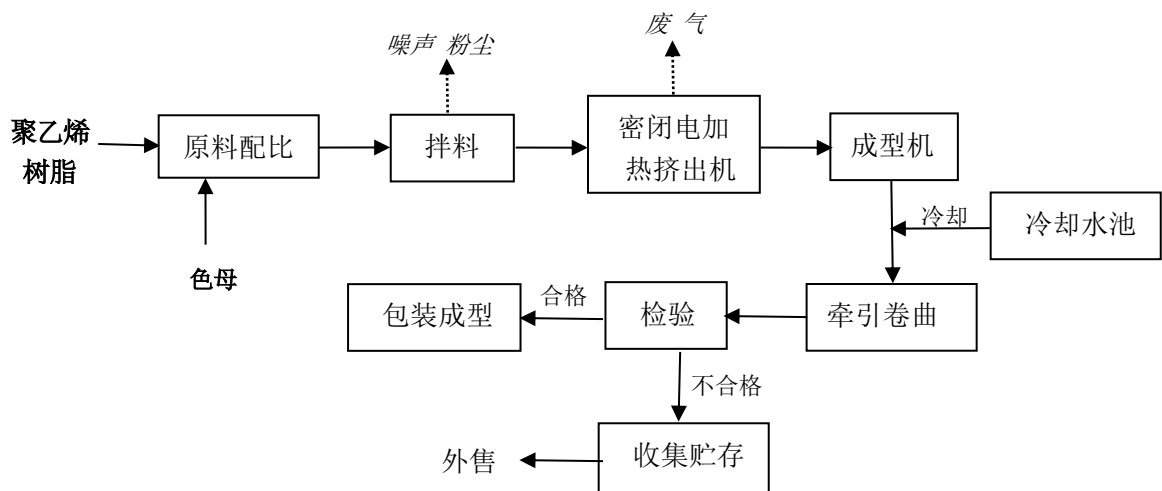 噪声 粉尘
废 气
聚乙烯
树脂
原料配比
拌料
密闭电加
热挤出机
成型机
冷却
冷却水池
色母
包装成型
合格
检验
牵引卷曲
不合格
外售
收集贮存